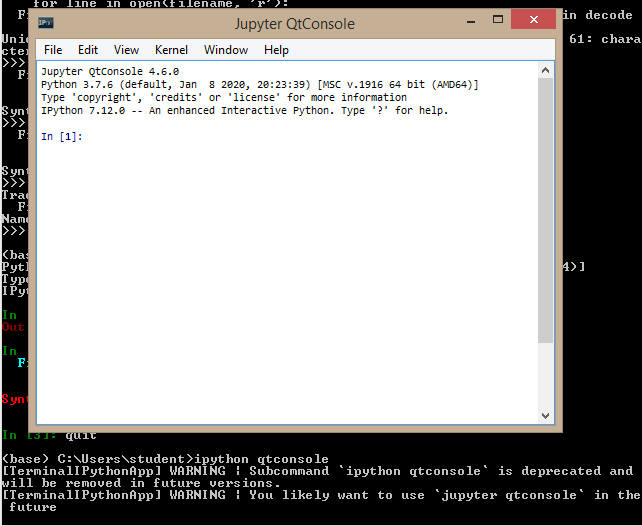 for line in open(filename, 'r'):
in decode
Unic
61: chara
cter
>>>
Jupyter QtConsole
File Edit View Kernel Window Help
Jupyter QtConsole 4.6.0
Python 3.7.6 (default, Jan 8 2020, 20:23:39) [MSC v.1916 64 bit (AMD64)]
Type 'copyright', 'credits' or 'license' for more information
IPython 7.12.0 -- An enhanced Interactive Python. Type '?' for help.
In [1]:
Synt
>>>
Synt
>>>
Trac
Name
>>>
(bas
Pyth
4)]
Type
IPyt
In
Out
In
Synt
In [3]: quit
(base) C:\Users\student>ipython qtconsole
[TerminalIPythonApp] WARNING | Subcommand `ipython qtconsole` is deprecated and
will be removed in future versions.
[TerminalIPythonApp] WARNING | You likely want to use `jupyter qtconsole` in the
future